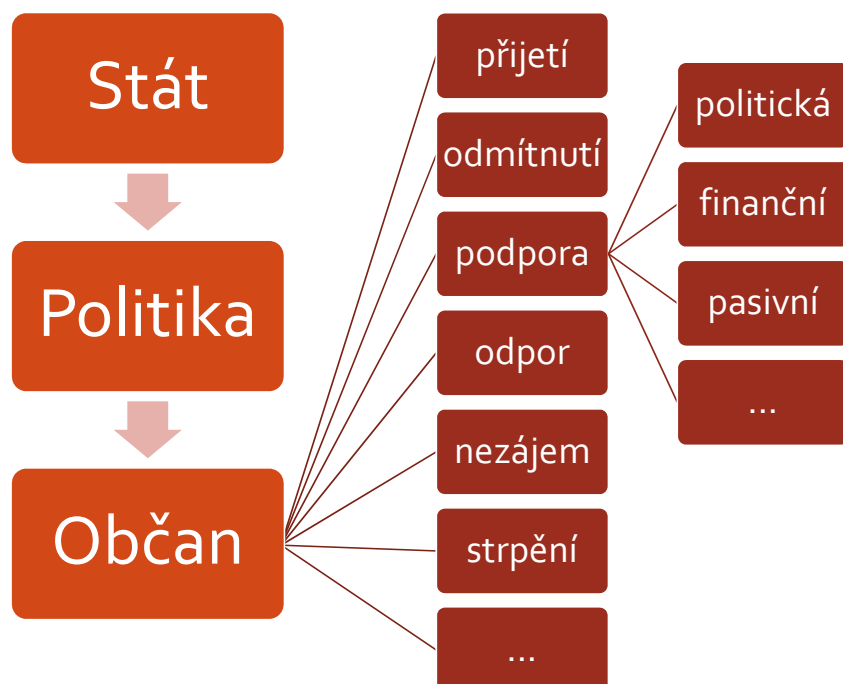 Stát
Politika
Občan
přijetí
odmítnutí
podpora
odpor
nezájem
strpění
...
politická
finanční
pasivní
...